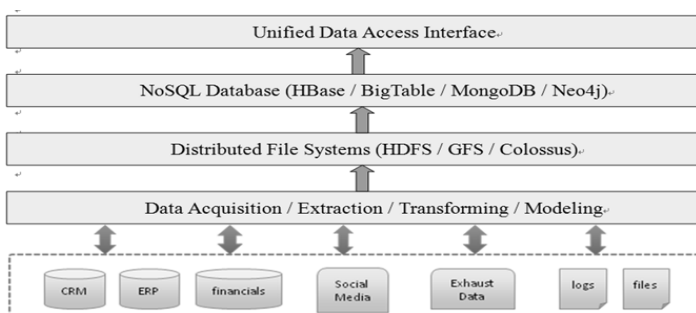 Unified Data Access Interface
NoSQL Database (HBase / BigTable / MongoDB / Neo4j)
Distributed File Systems (HDFS / GFS / Colossus)
Data Acquisition / Extraction / Transforming / Modeling
CRM
ERP
financials
Social
Media
Exhaust
Data
logs
files